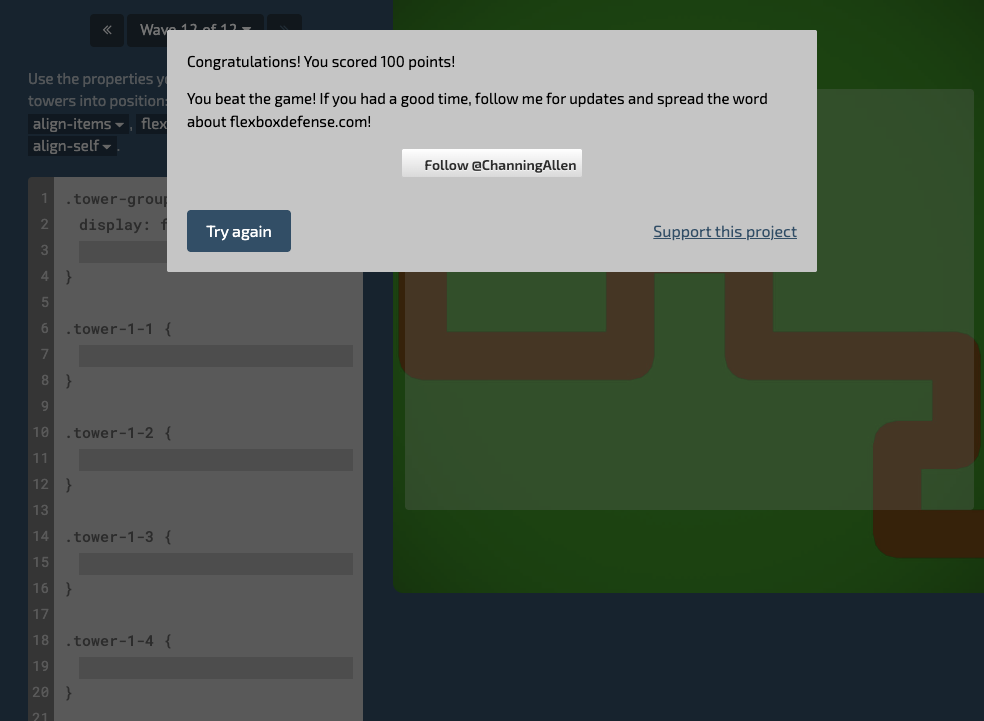 «
Wave 12 of 12
»
Congratulations! You scored 100 points!
You beat the game! If you had a good time, follow me for updates and spread the word
about flexboxdefense.com!
Follow @ChanningAllen
Try again
Support this project
Use the properties
towers into position:
align-items , flex
align-self .
1 .tower-group
2 display: f
3
4 }
5
6 .tower-1-1 {
7
8 }
9
10 .tower-1-2 {
11
12 }
13
14 .tower-1-3 {
15
16 }
17
18 .tower-1-4 {
19
20 }
21